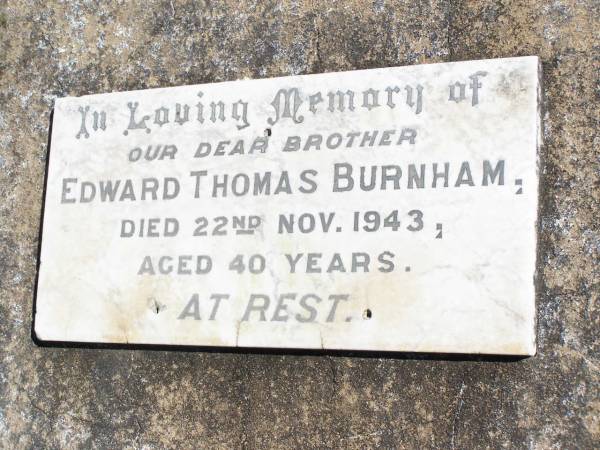 In Loving Memory of
OUR DEAR BROTHER
EDWARD THOMAS BURNHAM,
DIED 22ND NOV. 1943,
AGED 40 YEARS.
AT REST.